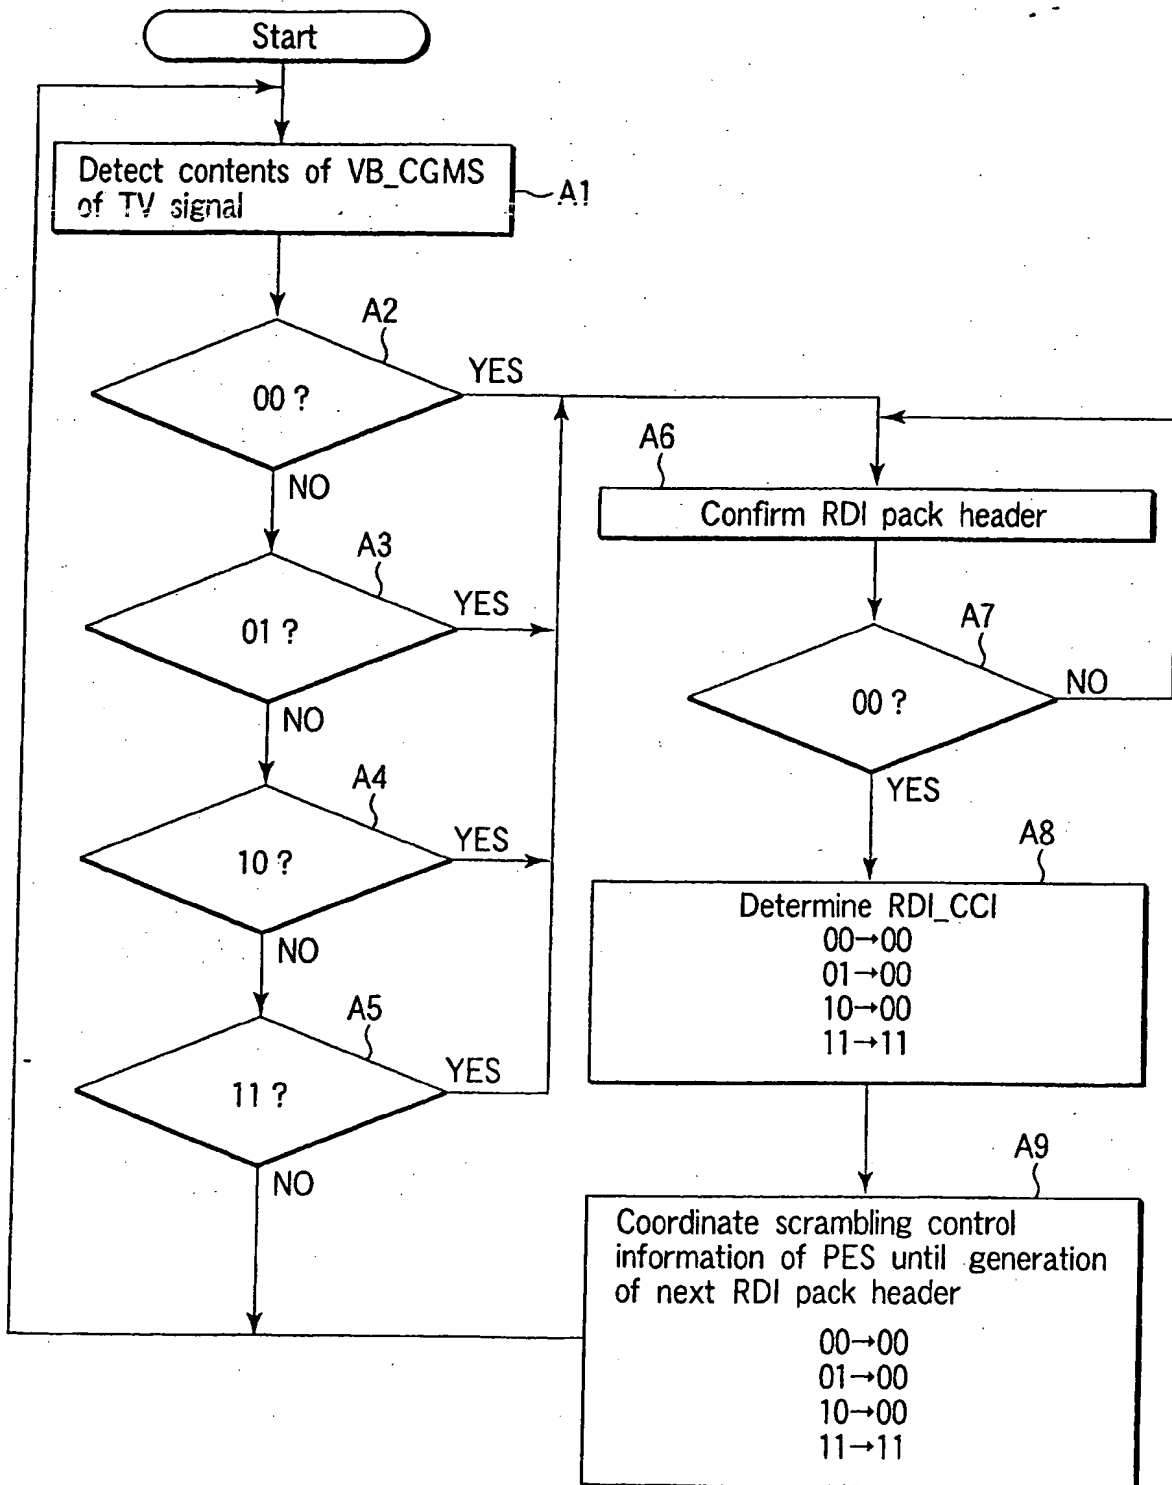 Start
Detect contents of VB_CGMS
of TV signal
A1
A2
00 ?
YES
NO
A3
01 ?
YES
NO
A4
10 ?
YES
NO
A5
11 ?
YES
NO
A6
Confirm RDI pack header
A7
00 ?
NO
YES
A8
Determine RDI_CCI
00→00
01→00
10→00
11→11
A9
Coordinate scrambling control
information of PES until generation
of next RDI pack header
00→00
01→00
10→00
11→11